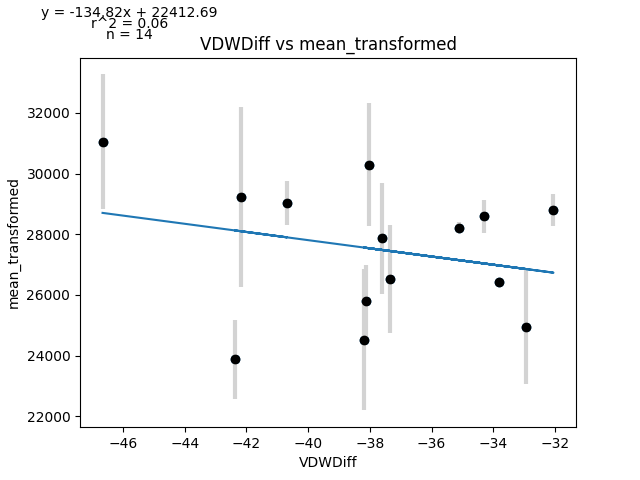 y = -134.82x + 22412.69
r^2 = 0.06
n = 14
VDWDiff vs mean_transformed
32000
30000
28000
26000
24000
22000
mean_transformed
−46
−44
−42
−40
−38
−36
−34
−32
VDWDiff